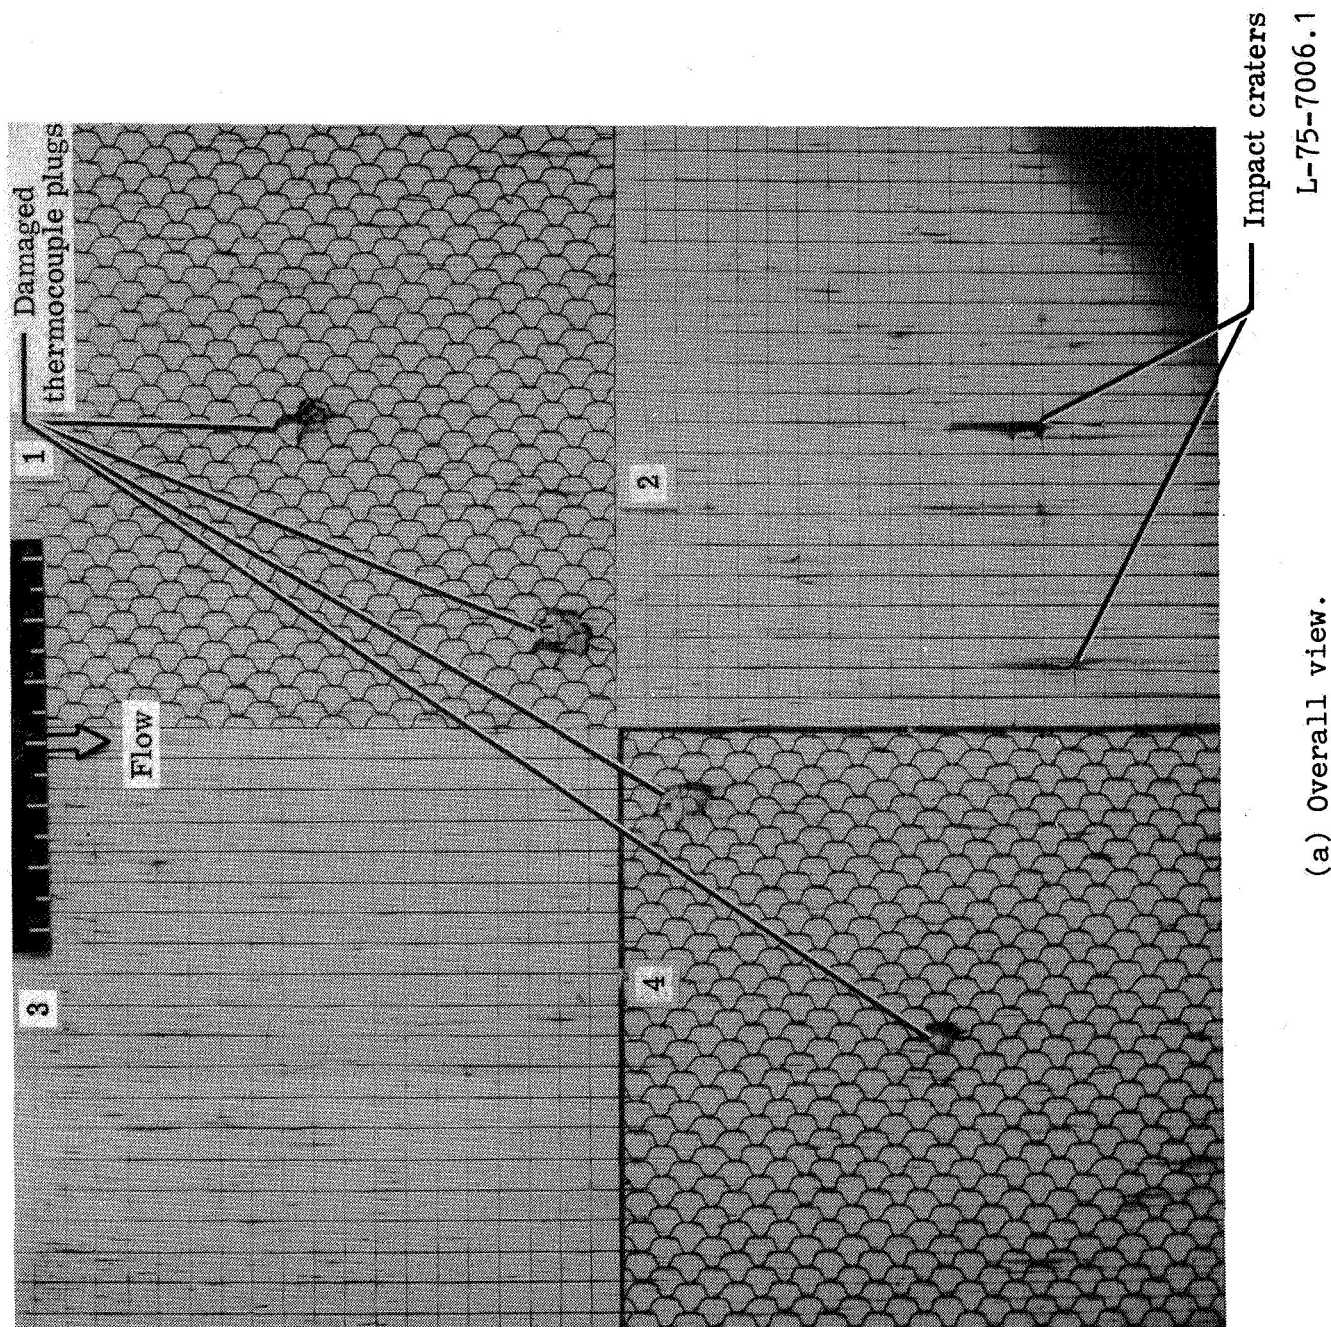 Damaged
thermocouple plugs
1
3
Flow
2
4
Impact craters
L-75-7006.1
(a) Overall view.